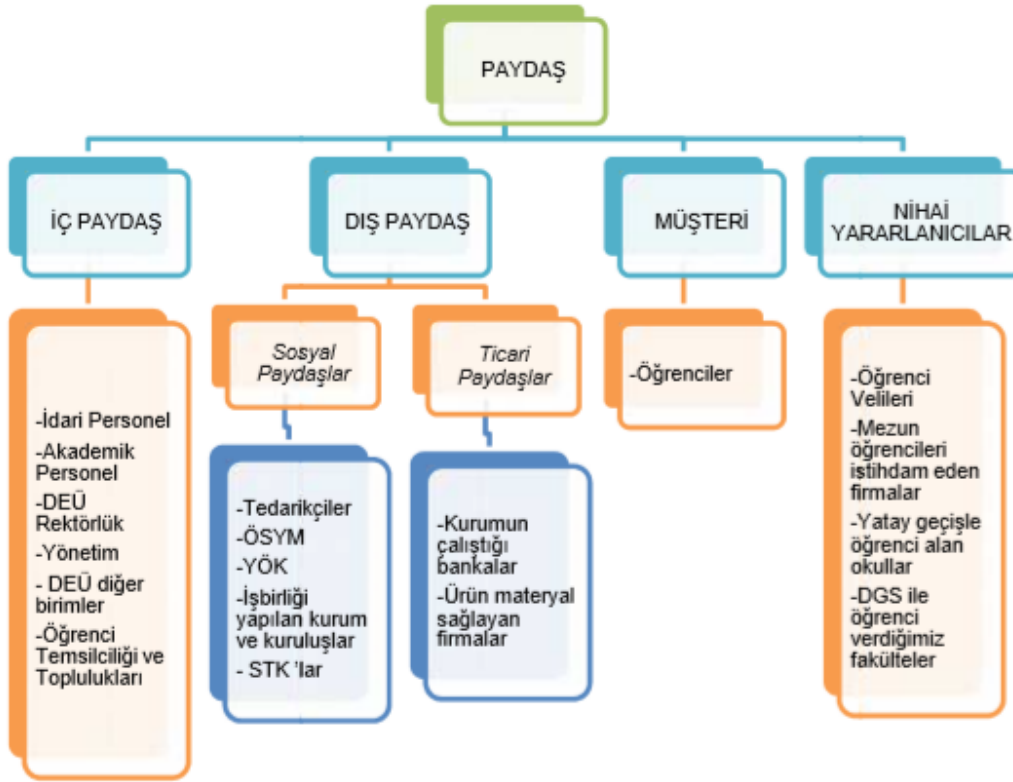 PAYDAŞ
İÇ PAYDAŞ
DIŞ PAYDAŞ
MÜŞTERİ
NİHAİ
YARARLANICILAR
-İdari Personel
-Akademik
Personel
-DEÜ
Rektörlük
-Yönetim
- DEÜ diğer
birimler
-Öğrenci
Temsilciliği ve
Toplulukları
Sosyal
Paydaşlar
-Tedarikçiler
-ÖSYM
-YÖK
-İşbirliği
yapılan kurum
ve kuruluşlar
- STK 'lar
Ticari
Paydaşlar
-Kurumun
çalıştığı
bankalar
-Ürün materyal
sağlayan
firmalar
-Öğrenciler
-Öğrenci
Velileri
-Mezun
öğrencileri
istihdam eden
firmalar
-Yatay geçişle
öğrenci alan
okullar
-DGS ile
öğrenci
verdiğimiz
fakülteler